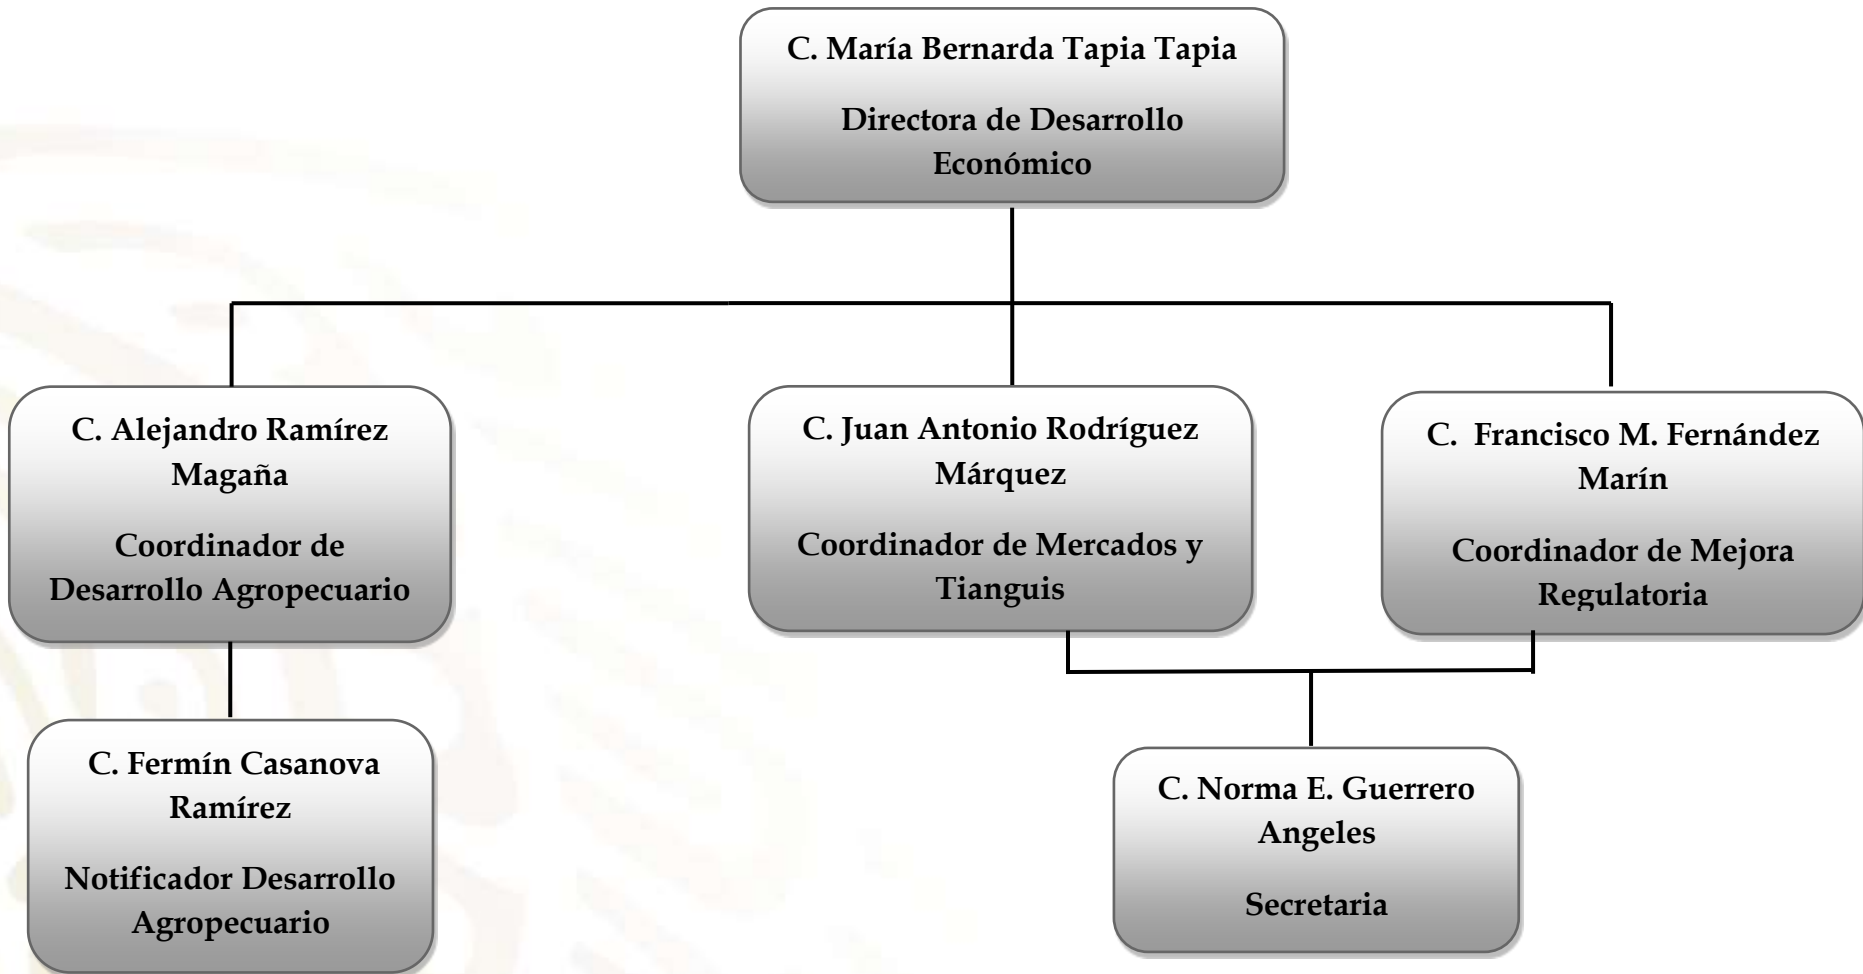 C. María Bernarda Tapia Tapia
Directora de Desarrollo
Económico
C. Alejandro Ramírez
Magaña
Coordinador de
Desarrollo Agropecuario
C. Juan Antonio Rodríguez
Márquez
Coordinador de Mercados y
Tianguis
C. Francisco M. Fernández
Marín
Coordinador de Mejora
Regulatoria
C. Fermín Casanova
Ramírez
Notificador Desarrollo
Agropecuario
C. Norma E. Guerrero
Angeles
Secretaria